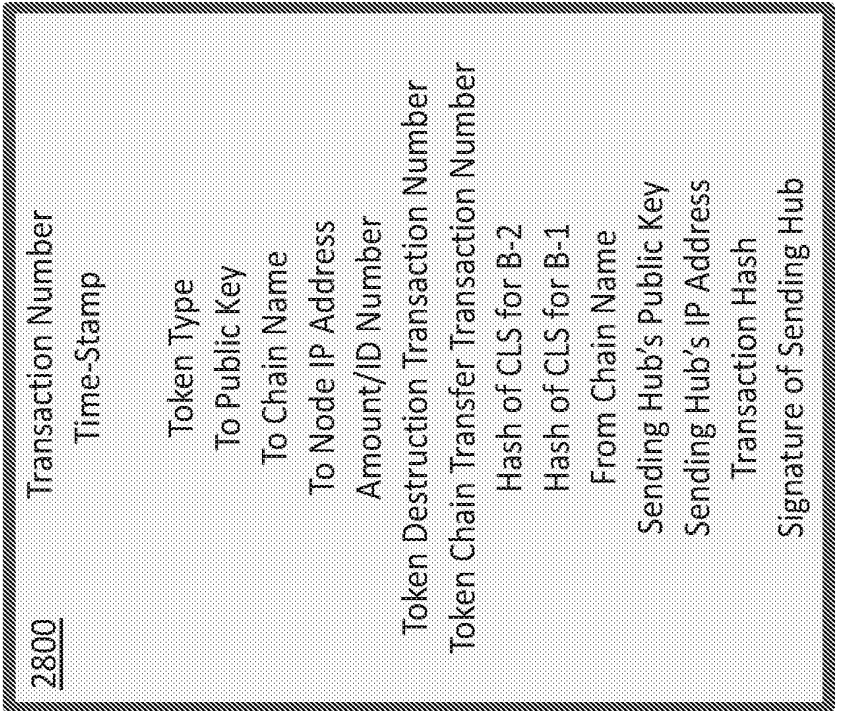 2800
Transaction Number
Time-Stamp
Token Type
To Public Key
To Chain Name
To Node IP Address
Amount/ID Number
Token Destruction Transaction Number
Token Chain Transfer Transaction Number
Hash of CLS for B-2
Hash of CLS for B-1
From Chain Name
Sending Hub's Public Key
Sending Hub's IP Address
Transaction Hash
Signature of Sending Hub